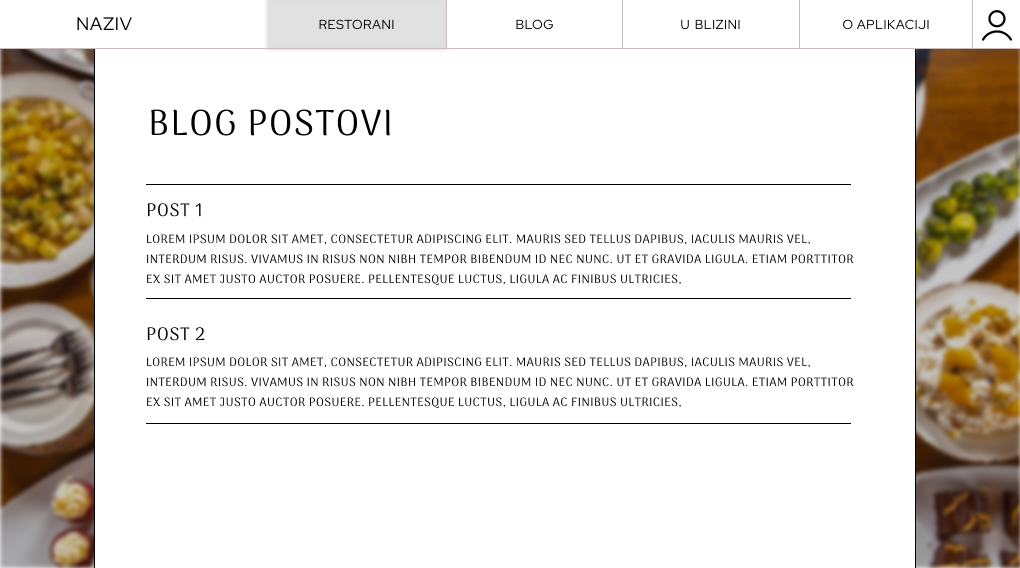 NAZIV
RESTORANI
BLOG
U BLIZINI
O APLIKACIJI
BLOG POSTOVI
POST 1
LOREM IPSUM DOLOR SIT AMET, CONSECTETUR ADIPISCING ELIT. MAURIS SED TELLUS DAPIBUS, IACULIS MAURIS VEL,
INTERDUM RISUS. VIVAMUS IN RISUS NON NIBH TEMPOR BIBENDUM ID NEC NUNC. UT ET GRAVIDA LIGULA. ETIAM PORTTITOR
EX SIT AMET JUSTO AUCTOR POSUERE. PELLENTESQUE LUCTUS, LIGULA AC FINIBUS ULTRICIES,
POST 2
LOREM IPSUM DOLOR SIT AMET, CONSECTETUR ADIPISCING ELIT. MAURIS SED TELLUS DAPIBUS, IACULIS MAURIS VEL,
INTERDUM RISUS. VIVAMUS IN RISUS NON NIBH TEMPOR BIBENDUM ID NEC NUNC. UT ET GRAVIDA LIGULA. ETIAM PORTTITOR
EX SIT AMET JUSTO AUCTOR POSUERE. PELLENTESQUE LUCTUS, LIGULA AC FINIBUS ULTRICIES,